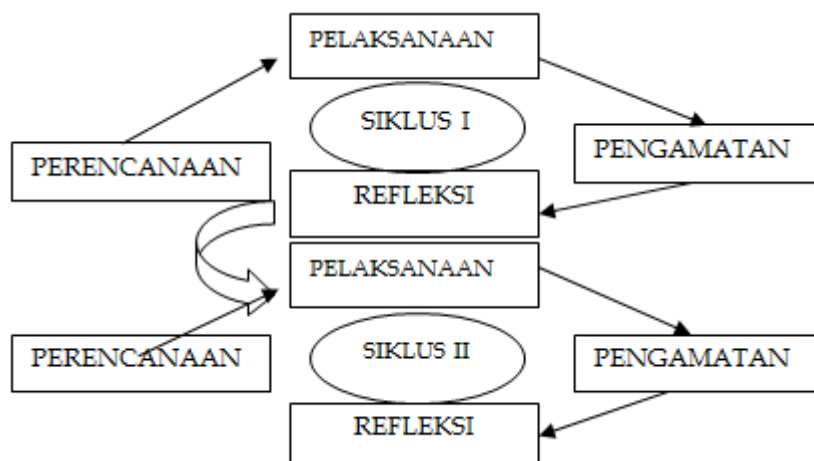 PELAKSANAAN
SIKLUS I
PERENCANAAN
PENGAMATAN
REFLEKSI
PELAKSANAAN
SIKLUS II
PERENCANAAN
PENGAMATAN
REFLEKSI